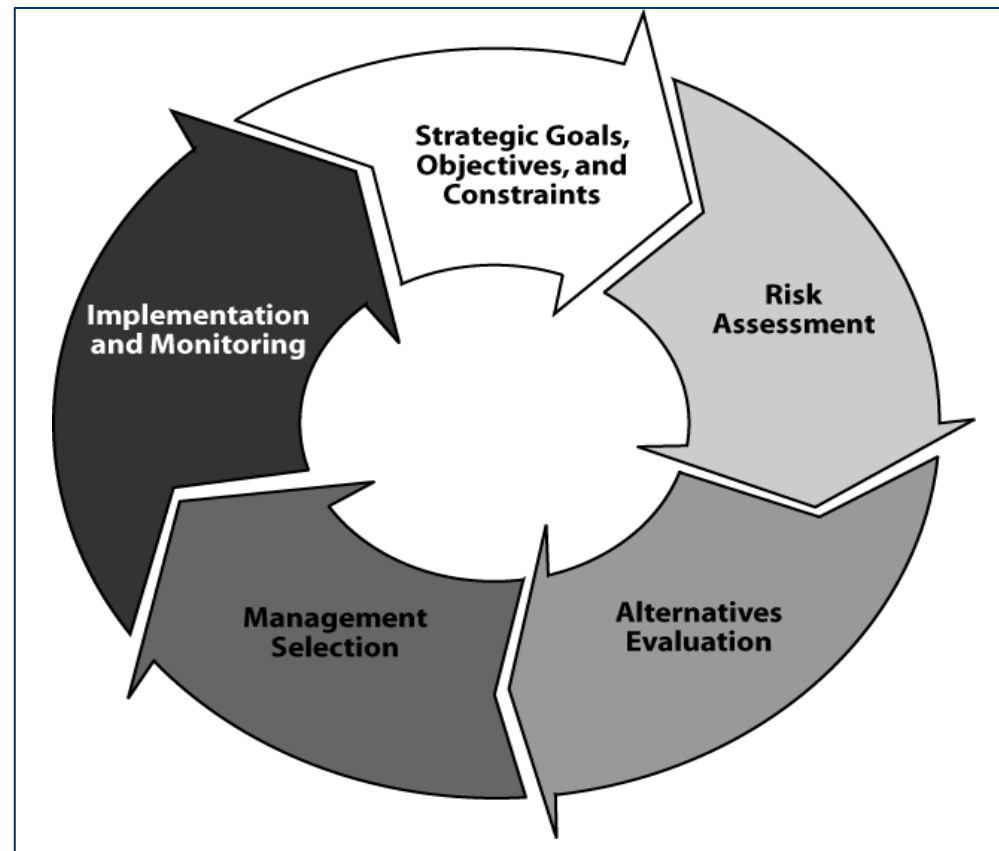 Strategic Goals,
Objectives, and
Constraints
Risk
Assessment
Alternatives
Evaluation
Management
Selection
Implementation
and Monitoring